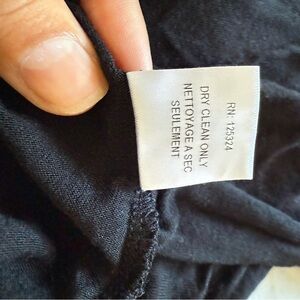 RN: 125324
DRY CLEAN ONLY
NETTOYAGE A SEC
SEULEMENT